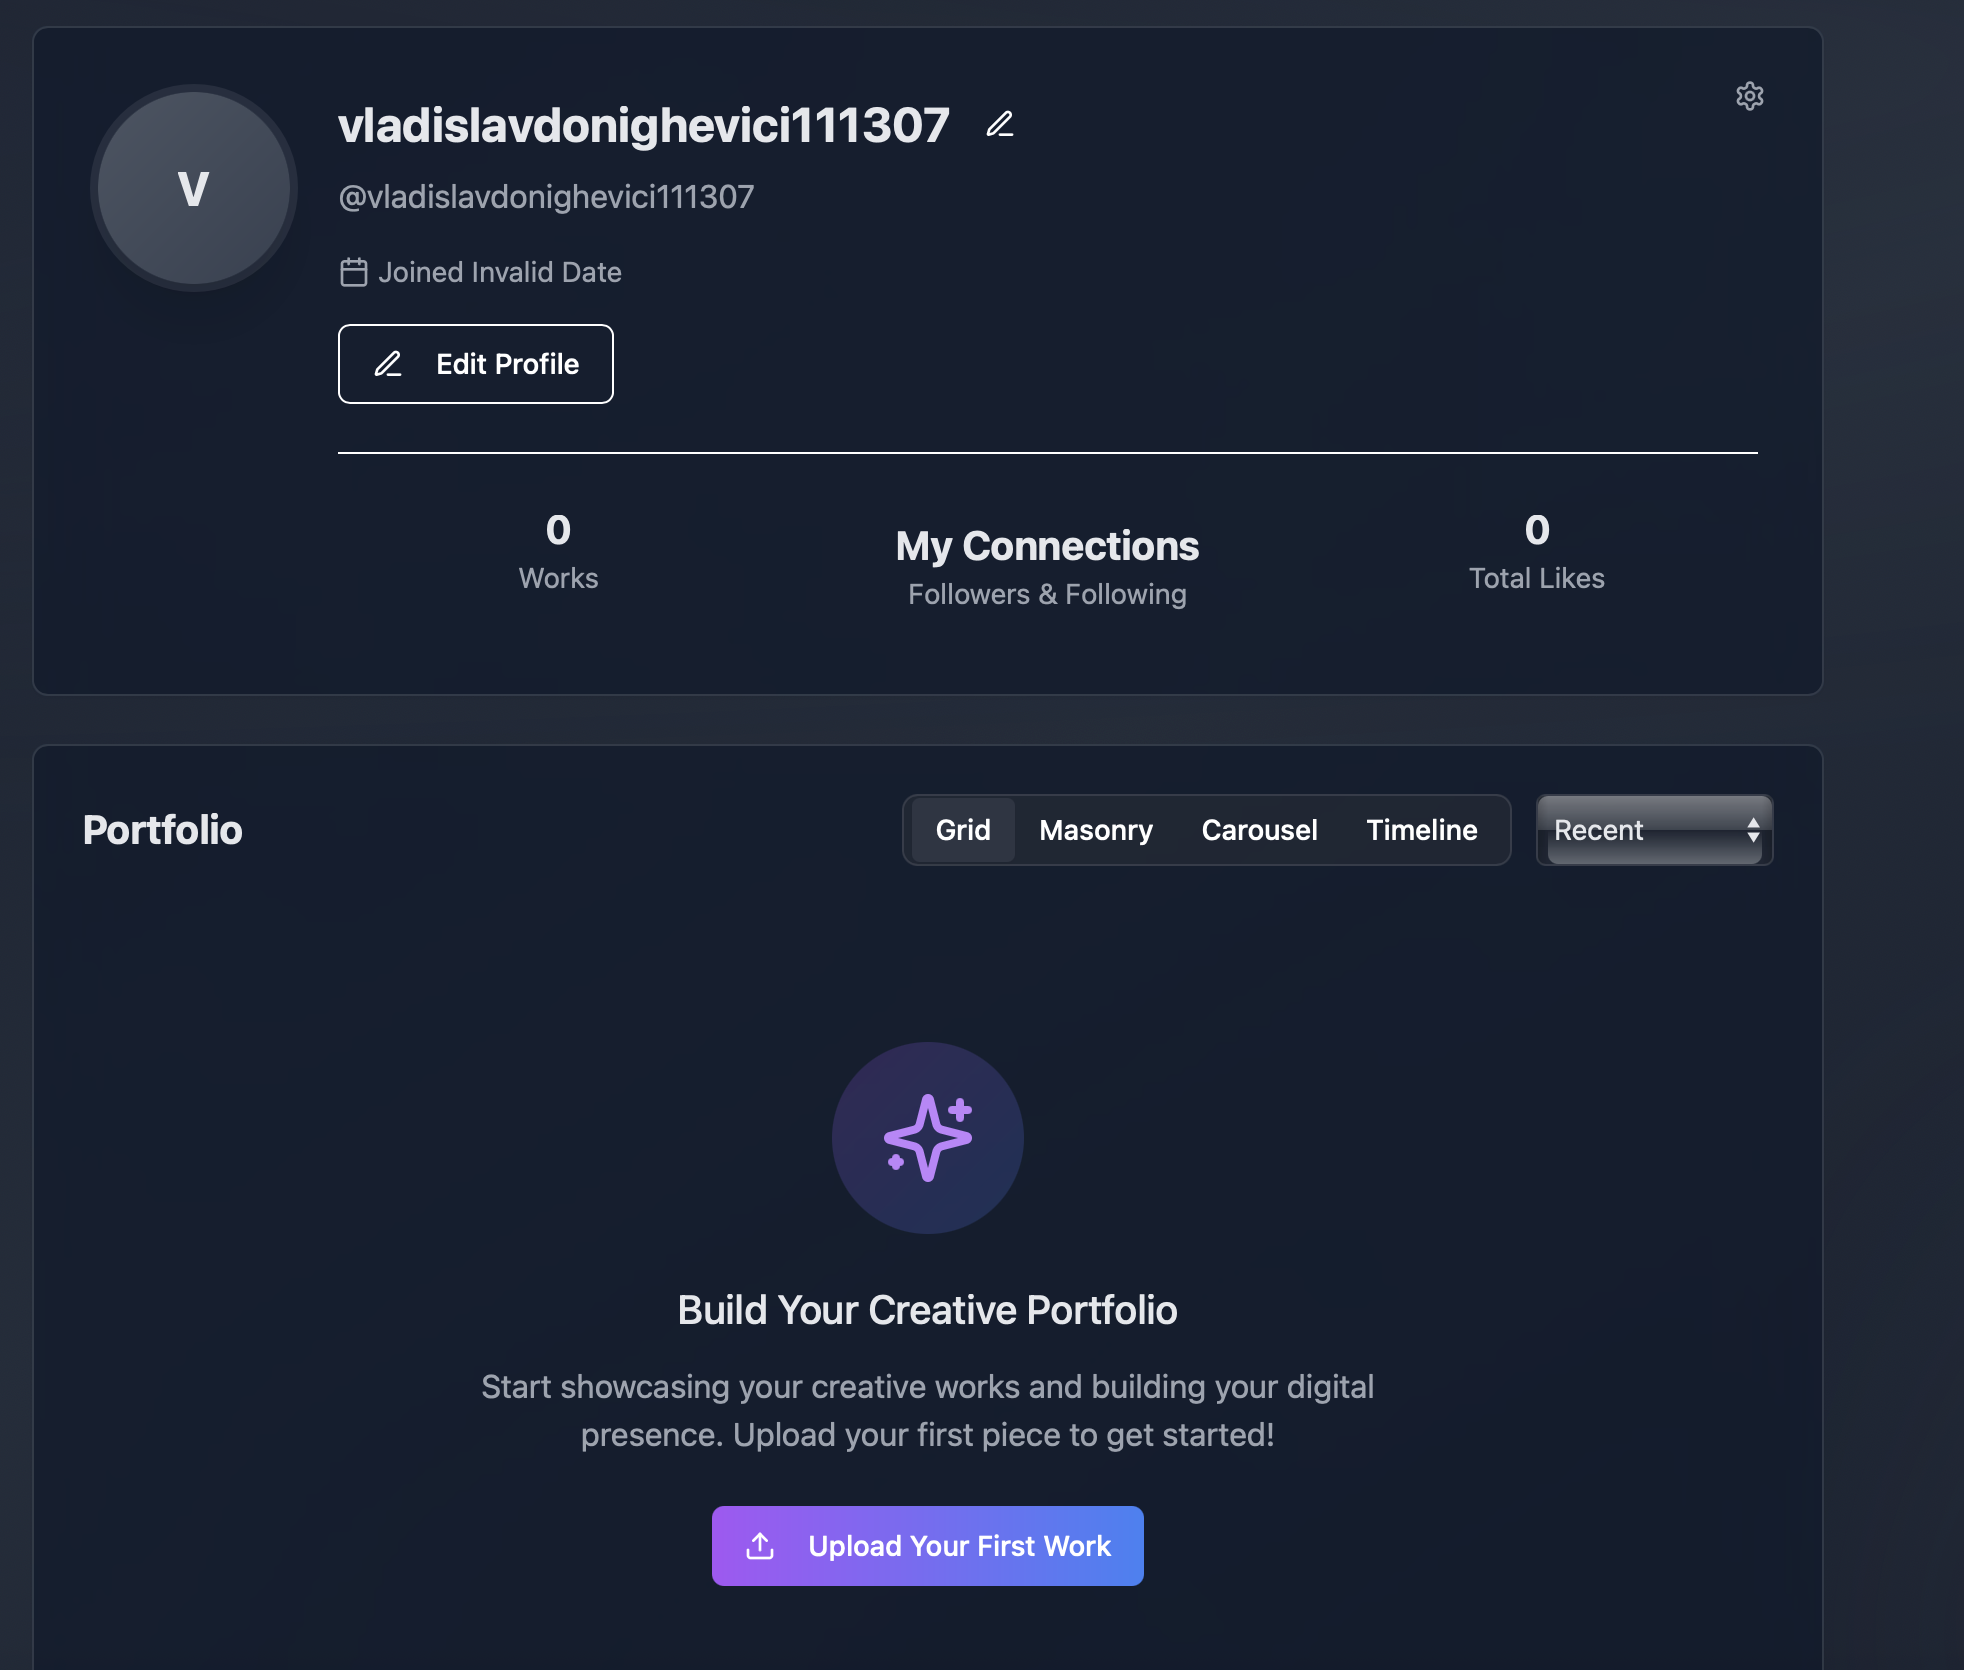 V
vladislavdonighevici111307
@vladislavdonighevici111307
Joined Invalid Date
Edit Profile
0
Works
My Connections
Followers & Following
0
Total Likes
Portfolio
Grid Masonry Carousel Timeline Recent
Build Your Creative Portfolio
Start showcasing your creative works and building your digital
presence. Upload your first piece to get started!
Upload Your First Work